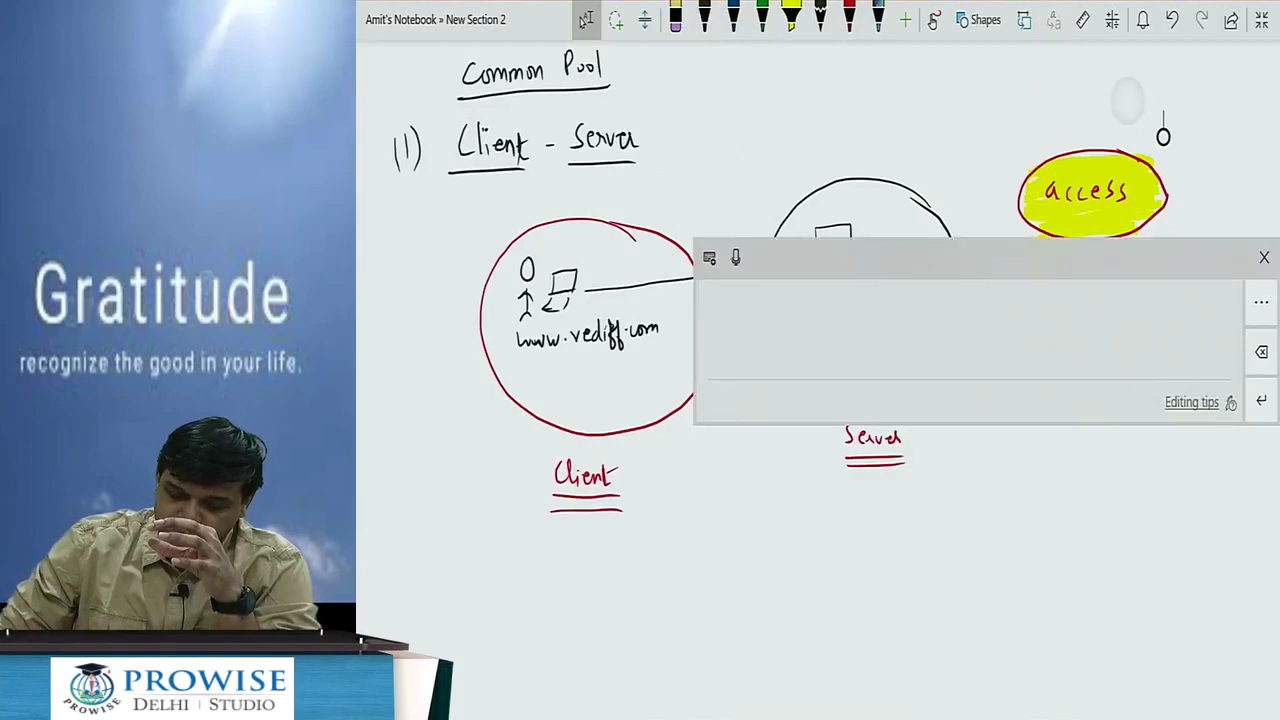 Amit's Notebook » New Section 2
Shapes
Common Pool
(1) Client - Server
access
www.rediff.com
Editing tips
Server
Client
Gratitude
recognize the good in your life.
PROWISE
PROWISE
DELHI | STUDIO